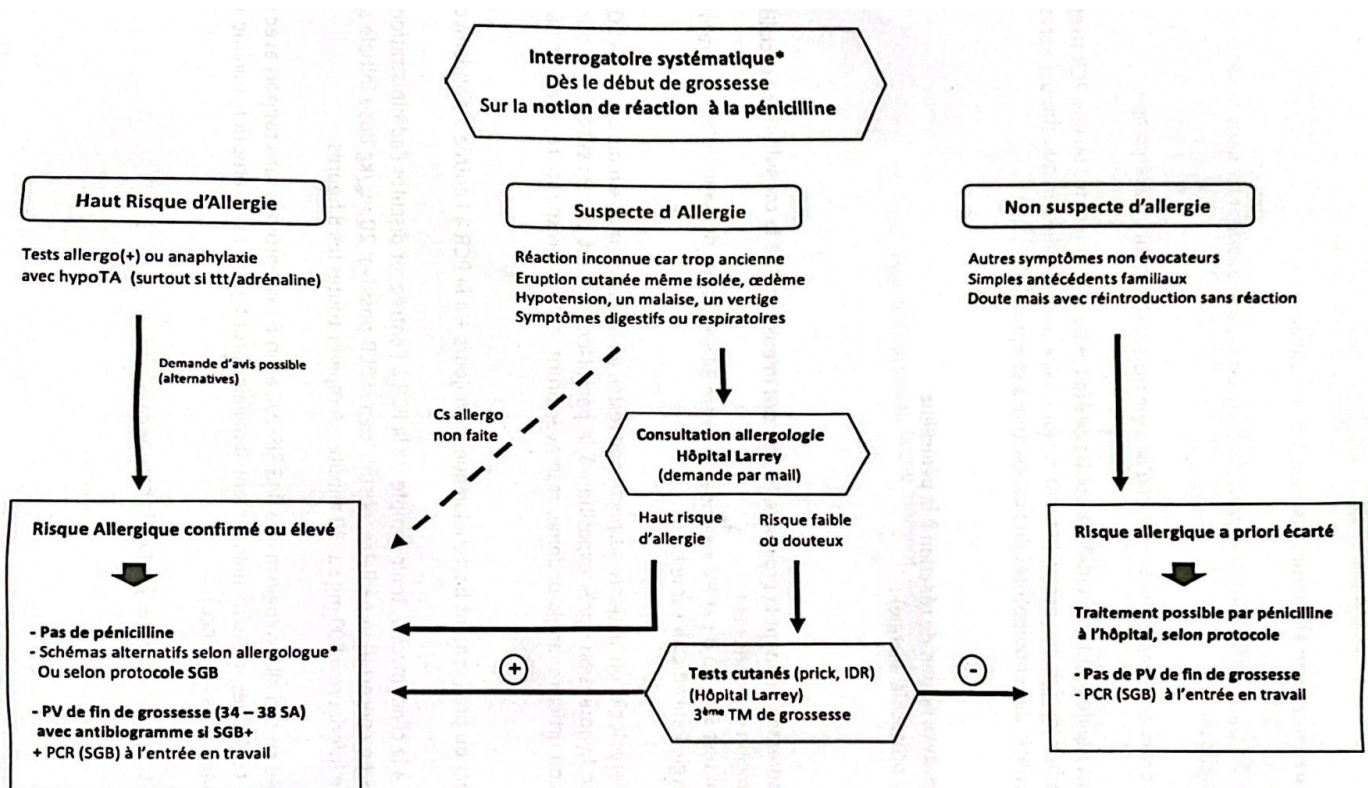 Interrogatoire systématique*
Dès le début de grossesse
Sur la notion de réaction à la pénicilline
Haut Risque d'Allergie
Tests allergo(+) ou anaphylaxie
avec hypoTA (surtout si ttt/adrénaline)
Demande d'avis possible
(alternatives)
Suspecte d Allergie
Réaction inconnue car trop ancienne
Eruption cutanée même isolée, œdème
Hypotension, un malaise, un vertige
Symptômes digestifs ou respiratoires
Non suspecte d'allergie
Autres symptômes non évocateurs
Simples antécédents familiaux
Doute mais avec réintroduction sans réaction
Cs allergo
non faite
Consultation allergologie
Hôpital Larrey
(demande par mail)
Haut risque
d'allergie
Risque faible
ou douteux
Risque Allergique confirmé ou élevé
- Pas de pénicilline
- Schémas alternatifs selon allergologue*
Ou selon protocole SGB
- PV de fin de grossesse (34 – 38 SA)
avec antibiogramme si SGB+
+ PCR (SGB) à l'entrée en travail
+
Tests cutanés (prick, IDR)
(Hôpital Larrey)
3ème TM de grossesse
-
Risque allergique a priori écarté
Traitement possible par pénicilline
à l'hôpital, selon protocole
- Pas de PV de fin de grossesse
- PCR (SGB) à l'entrée en travail